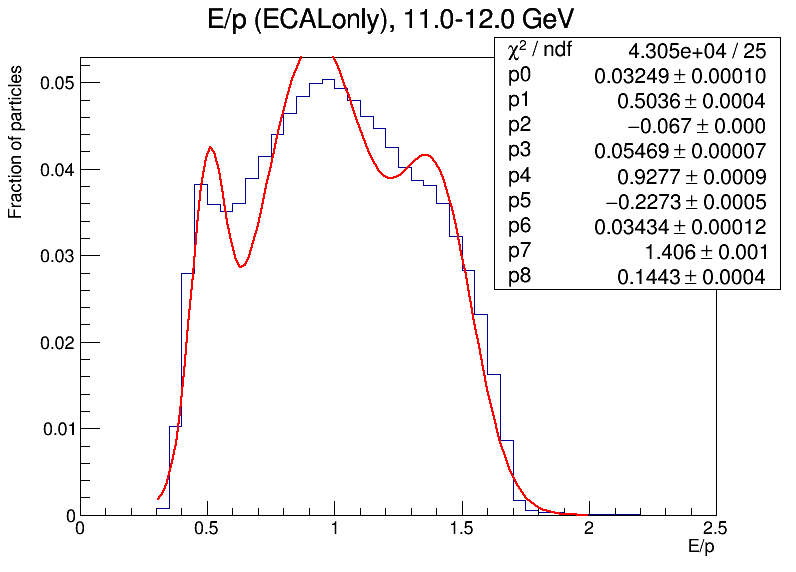 E/p (ECALonly), 11.0-12.0 GeV
χ² / ndf 4.305e+04 / 25
p0 0.03249 ± 0.00010
p1 0.5036 ± 0.0004
p2 −0.067 ± 0.000
p3 0.05469 ± 0.00007
p4 0.9277 ± 0.0009
p5 −0.2273 ± 0.0005
p6 0.03434 ± 0.00012
p7 1.406 ± 0.001
p8 0.1443 ± 0.0004
Fraction of particles
0.05
0.04
0.03
0.02
0.01
0
0 0.5 1 1.5 2 2.5
E/p